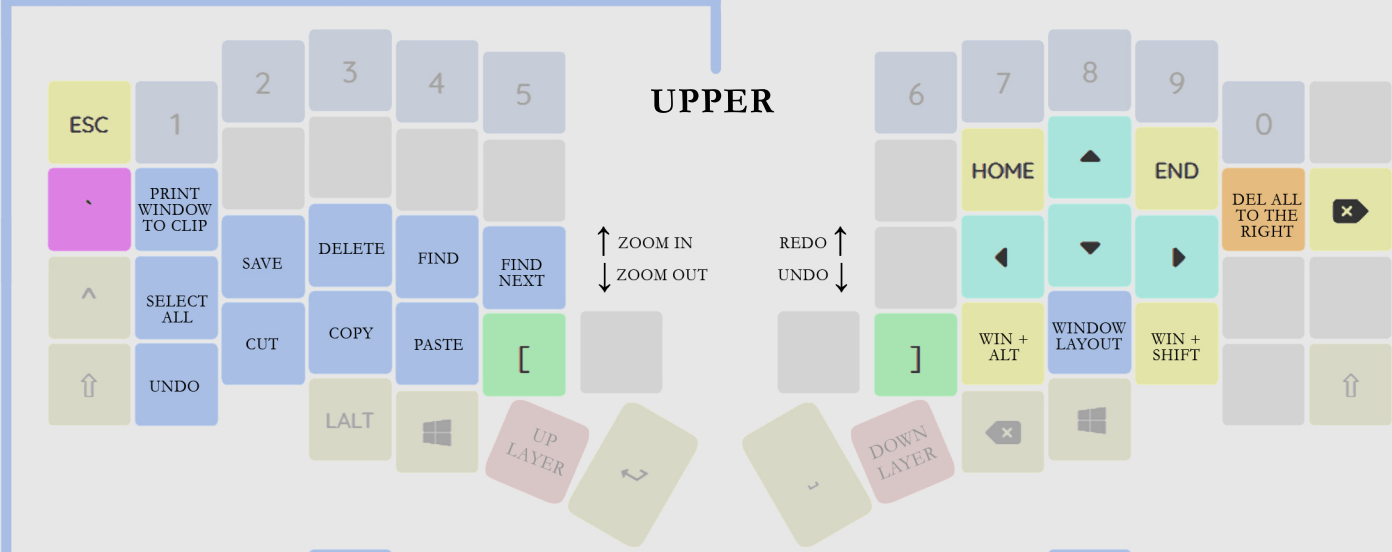 UPPER
ESC
1
2
3
4
5
6
7
8
9
0
`
PRINT
WINDOW
TO CLIP
HOME
END
DEL ALL
TO THE
RIGHT
^
SELECT
ALL
SAVE
DELETE
FIND
FIND
NEXT
ZOOM IN
ZOOM OUT
REDO
UNDO
UNDO
CUT
COPY
PASTE
[
]
WIN +
ALT
WINDOW
LAYOUT
WIN +
SHIFT
LALT
UP
LAYER
DOWN
LAYER